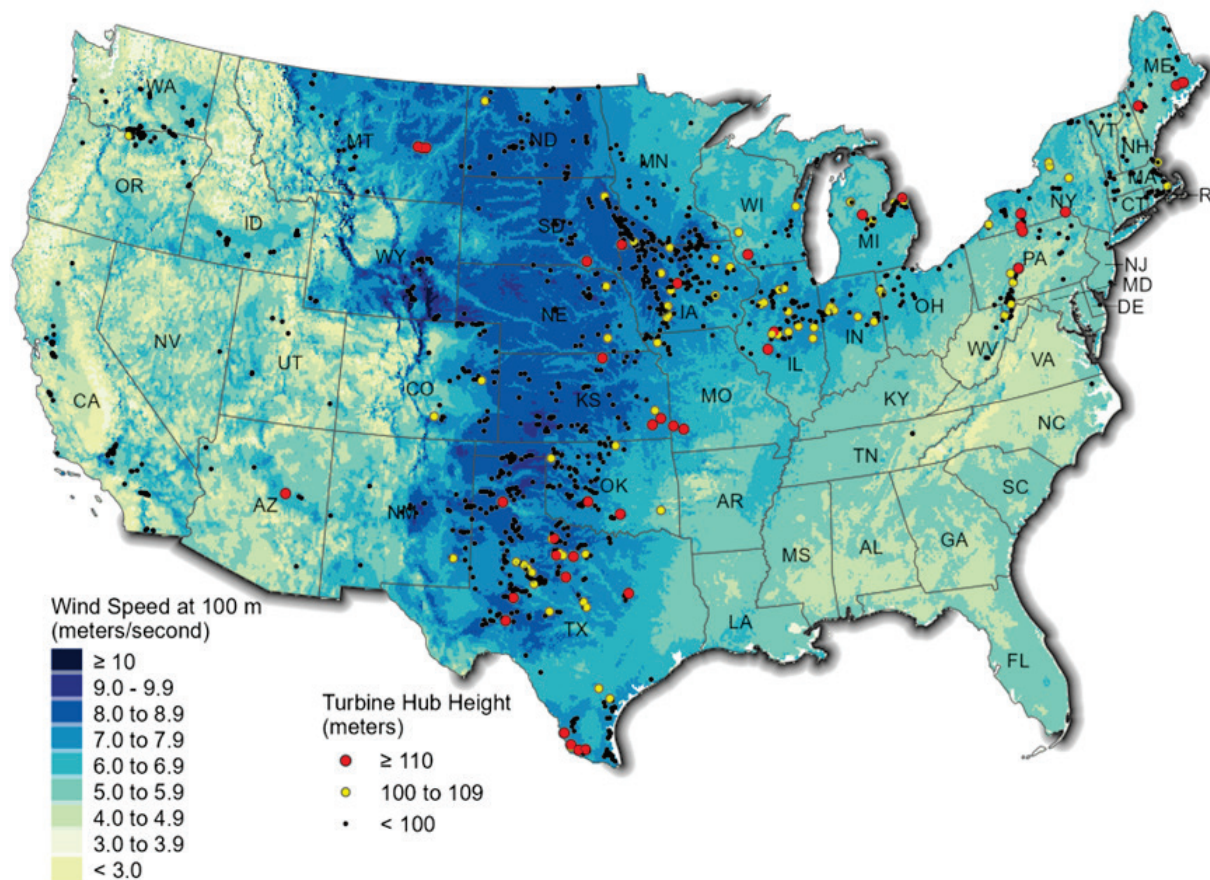 WA
ME
MT
ND
VT
MN
NH
OR
MA
ID
WI
NY
CT
R
SD
MI
WY
PA
NJ
MD
DE
IA
NE
OH
NV
IN
IL
UT
WV
VA
CO
CA
KS
MO
KY
NC
TN
OK
AZ
NM
AR
SC
MS
AL
GA
TX
LA
FL
Wind Speed at 100 m
(meters/second)
≥ 10
9.0 - 9.9
8.0 to 8.9
7.0 to 7.9
6.0 to 6.9
5.0 to 5.9
4.0 to 4.9
3.0 to 3.9
< 3.0
Turbine Hub Height
(meters)
≥ 110
100 to 109
< 100